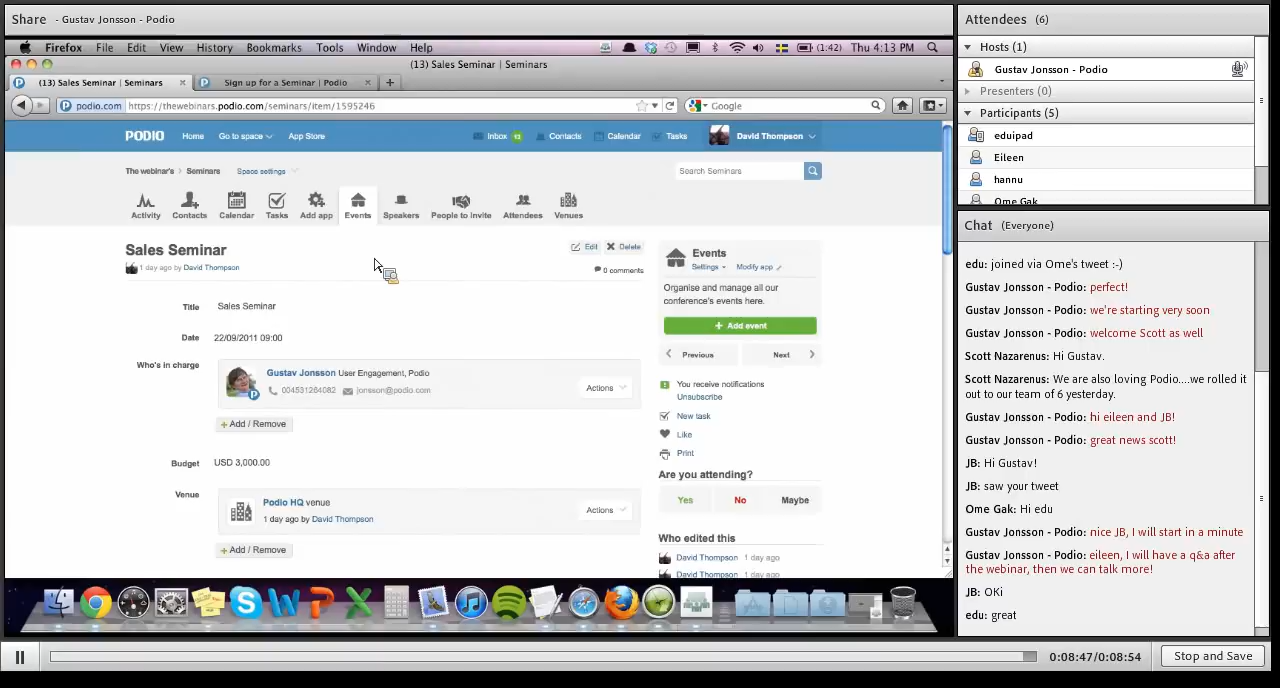 Share - Gustav Jonsson - Podio
Firefox File Edit View History Bookmarks Tools Window Help (1:42) Thu 4:13 PM
(13) Sales Seminar | Seminars
(13) Sales Seminar | Seminars Sign up for a Seminar | Podio
podio.com https://thewebinars.podio.com/seminars/item/1595246 Google
PODIO Home Go to space App Store Inbox Contacts Calendar Tasks David Thompson
The webinar's Seminars Space settings Search Seminars
Activity Contacts Calendar Tasks Add app Events Speakers People to invite Attendees Venues
Sales Seminar
1 day ago by David Thompson
Edit Delete
0 comments
Title Sales Seminar
Date 22/09/2011 09:00
Who's in charge
Gustav Jonsson User Engagement, Podio
004531264082 jonsson@podio.com
Actions
+ Add / Remove
Budget USD 3,000.00
Venue
Podio HQ venue
1 day ago by David Thompson
Actions
+ Add / Remove
Events
Settings Modify app
Organise and manage all our
conference's events here.
+ Add event
Previous Next
You receive notifications
Unsubscribe
New task
Like
Print
Are you attending?
Yes No Maybe
Who edited this
David Thompson 1 day ago
David Thompson 1 day ago
Attendees (6)
Hosts (1)
Gustav Jonsson - Podio
Presenters (0)
Participants (5)
eduipad
Eileen
hannu
Ome Gak
Chat (Everyone)
edu: joined via Ome's tweet :-)
Gustav Jonsson - Podio: perfect!
Gustav Jonsson - Podio: we're starting very soon
Gustav Jonsson - Podio: welcome Scott as well
Scott Nazarenus: Hi Gustav.
Scott Nazarenus: We are also loving Podio....we rolled it
out to our team of 6 yesterday.
Gustav Jonsson - Podio: hi eileen and JB!
Gustav Jonsson - Podio: great news scott!
JB: Hi Gustav!
JB: saw your tweet
Ome Gak: Hi edu
Gustav Jonsson - Podio: nice JB, I will start in a minute
Gustav Jonsson - Podio: eileen, I will have a q&a after
the webinar, then we can talk more!
JB: OKi
edu: great
0:08:47/0:08:54 Stop and Save